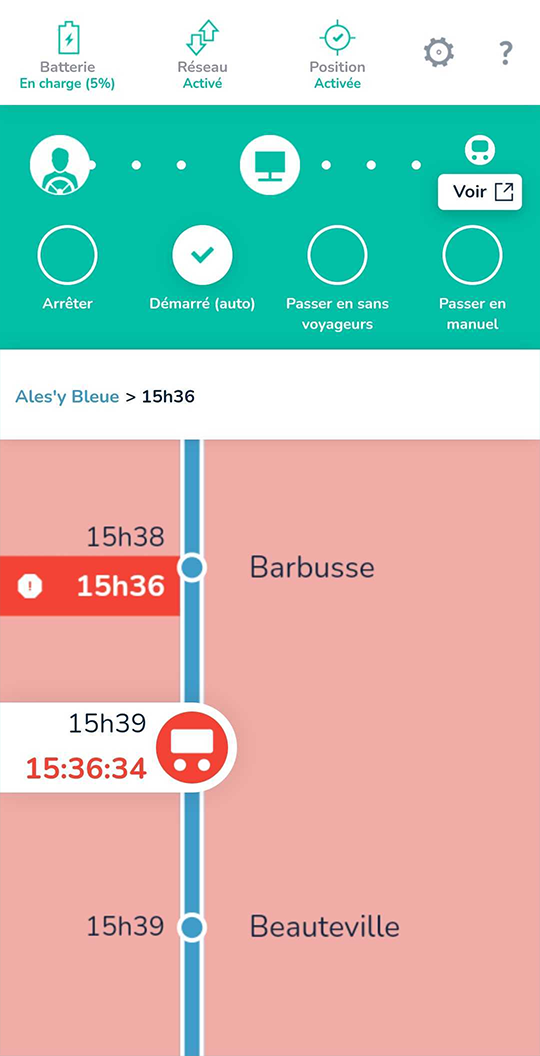 Batterie
En charge (5%)
Réseau
Activé
Position
Activée
?
Voir
Arrêter
Démarré (auto)
Passer en sans
voyageurs
Passer en
manuel
Ales'y Bleue > 15h36
15h38
15h36
Barbusse
15h39
15:36:34
15h39
Beauteville